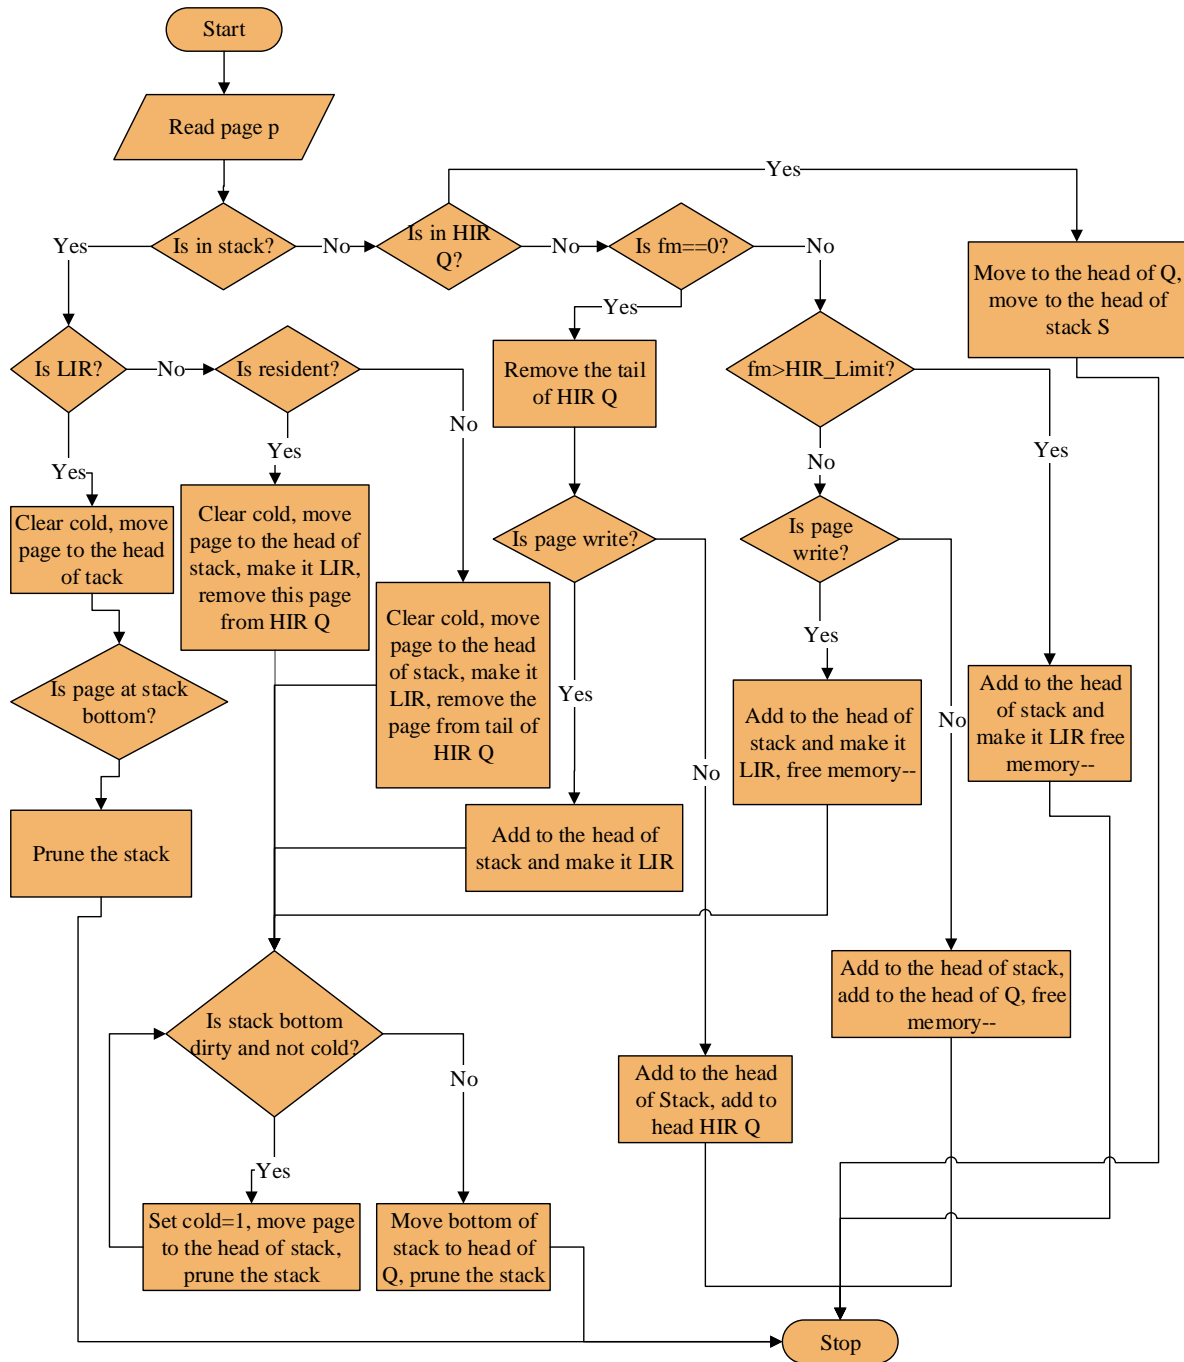 Start
Read page p
Yes
Is in stack?
No
Is in HIR
Q?
No
Is fm==0?
No
Yes
Move to the head of Q,
move to the head of
stack S
Yes
Is LIR?
No
Is resident?
No
Remove the tail
of HIR Q
fm>HIR_Limit?
Yes
Yes
Yes
No
Clear cold, move
page to the head
of tack
Clear cold, move
page to the head of
stack, make it LIR,
remove this page
from HIR Q
Is page write?
Is page
write?
Clear cold, move
page to the head
of stack, make it
LIR, remove the
page from tail of
HIR Q
Yes
No
Yes
No
Is page at stack
bottom?
Add to the head of
stack and make it
LIR, free memory--
Add to the head
of stack and
make it LIR free
memory--
Prune the stack
Add to the head of
stack and make it LIR
Add to the head of stack,
add to the head of Q, free
memory--
Is stack bottom
dirty and not cold?
No
Yes
Add to the head
of Stack, add to
head HIR Q
Set cold=1, move page
to the head of stack,
prune the stack
Move bottom of
stack to head of
Q, prune the stack
Stop